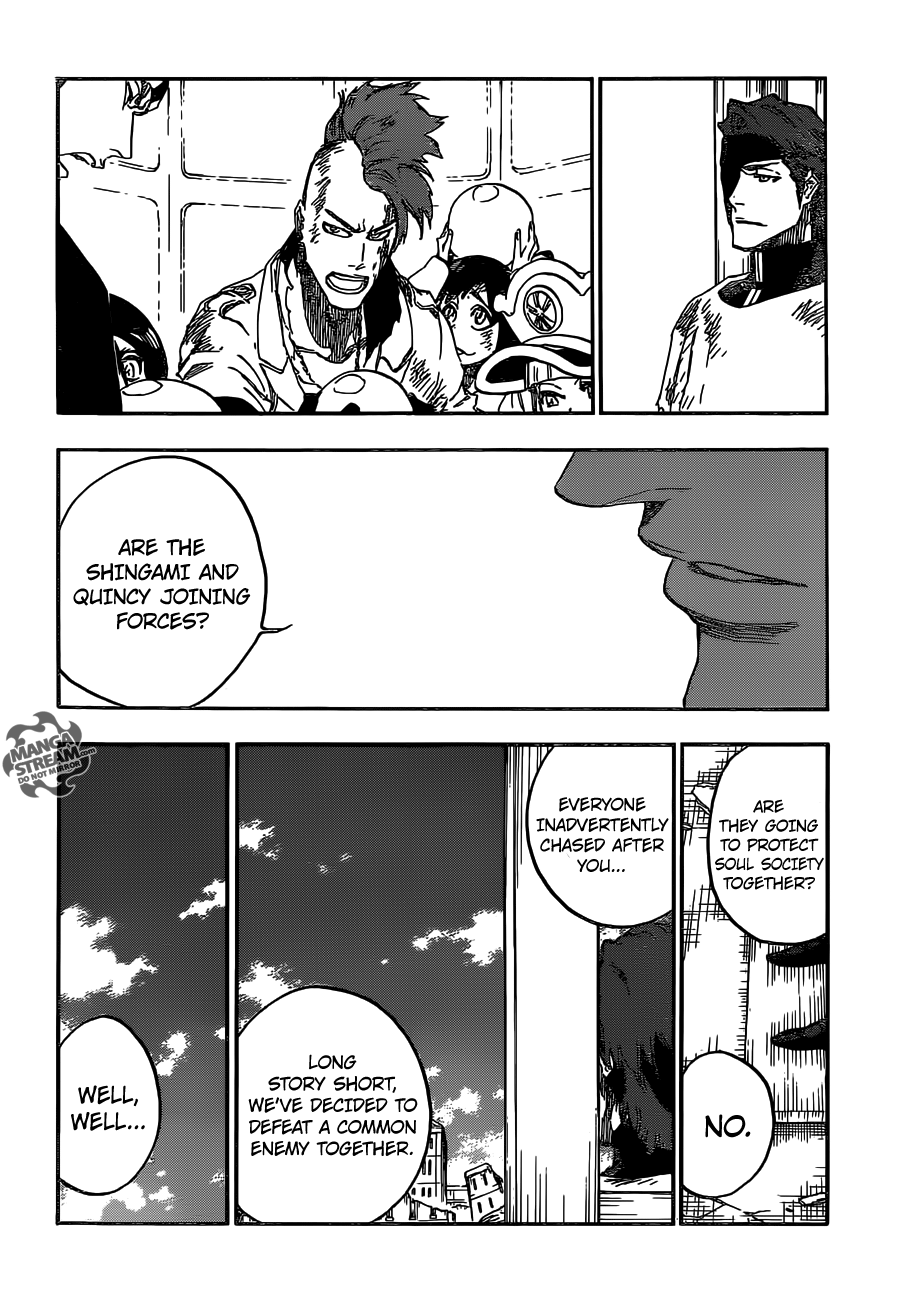 ARE THE
SHINGAMI AND
QUINCY JOINING
FORCES?
ARE
THEY GOING
TO PROTECT
SOUL SOCIETY
TOGETHER?
NO.
EVERYONE
INADVERTENTLY
CHASED AFTER
YOU...
LONG
STORY SHORT,
WE'VE DECIDED TO
DEFEAT A COMMON
ENEMY TOGETHER.
WELL,
WELL...
MANGA
STREAM.com
DO NOT MIRROR